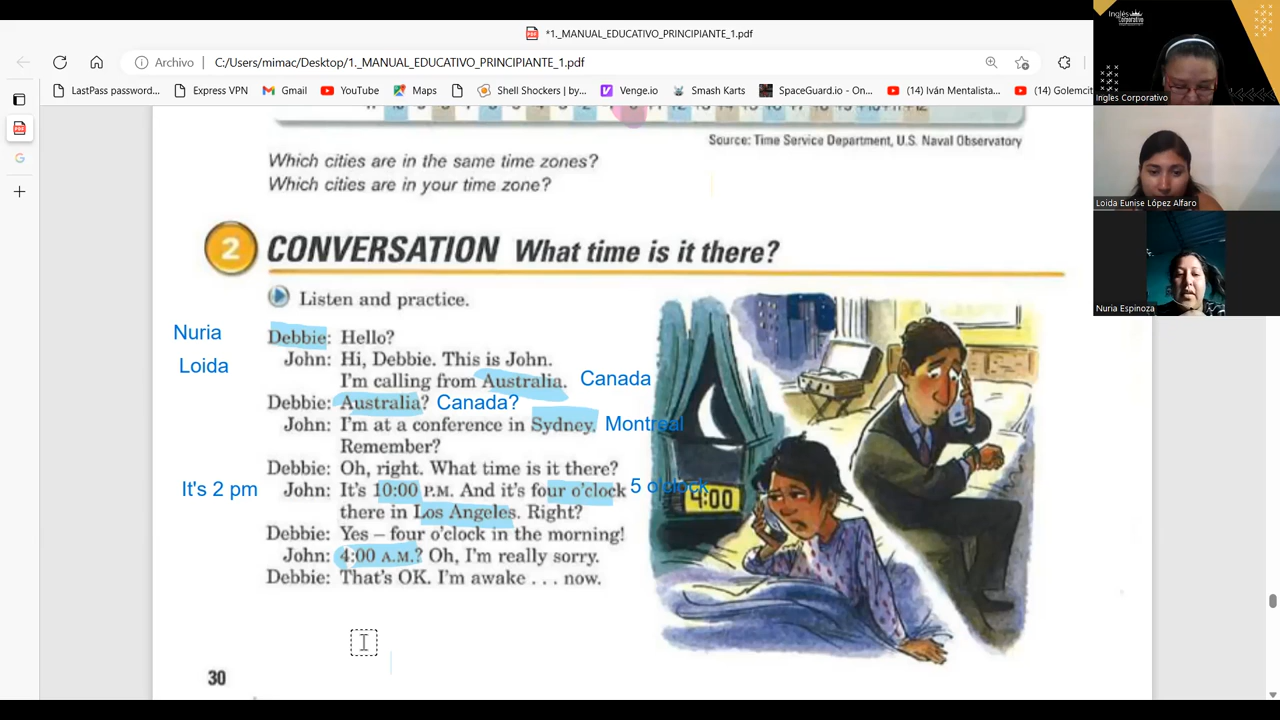 *1._MANUAL_EDUCATIVO_PRINCIPIANTE_1.pdf
Archivo C:/Users/mimac/Desktop/1._MANUAL_EDUCATIVO_PRINCIPIANTE_1.pdf
LastPass password... Express VPN Gmail YouTube Maps Shell Shockers | by... Venge.io Smash Karts SpaceGuard.io - On... (14) Iván Mentalista... (14) Golemcit
Source: Time Service Department, U.S. Naval Observatory
Which cities are in the same time zones?
Which cities are in your time zone?
2 CONVERSATION What time is it there?
Listen and practice.
Nuria Debbie: Hello?
Loida John: Hi, Debbie. This is John.
I'm calling from Australia. Canada
Debbie: Australia? Canada?
John: I'm at a conference in Sydney. Montreal
Remember?
Debbie: Oh, right. What time is it there?
It's 2 pm John: It's 10:00 P.M. And it's four o'clock 5 o'clock
there in Los Angeles. Right?
Debbie: Yes – four o'clock in the morning!
John: 4:00 A.M.? Oh, I'm really sorry.
Debbie: That's OK. I'm awake . . . now.
4:00
30
Inglés Corporativo
Ingles Corporativo
Loida Eunise López Alfaro
Nuria Espinoza